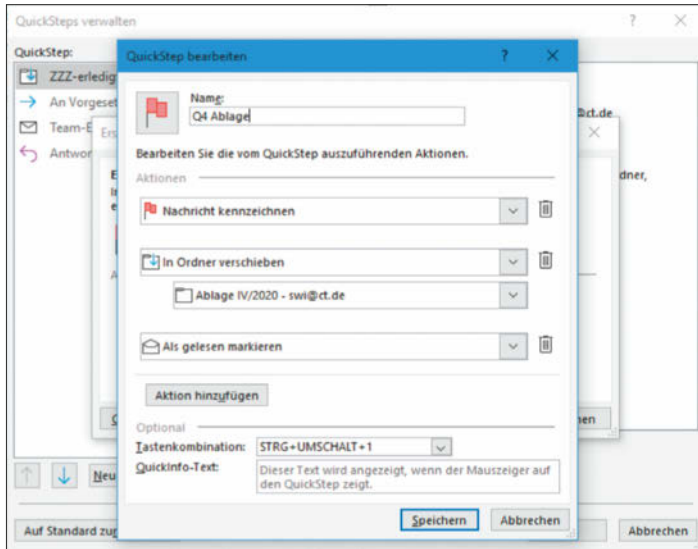 QuickSteps verwalten
QuickStep:
ZZZ-erledig
An Vorgeset
Team-E
Antwor
Ers
ct.de
dner,
QuickStep bearbeiten
Name:
Q4 Ablage
Bearbeiten Sie die vom QuickStep auszuführenden Aktionen.
Aktionen
Nachricht kennzeichnen
In Ordner verschieben
Ablage IV/2020 - swi@ct.de
Als gelesen markieren
Aktion hinzufügen
Optional
Tastenkombination: STRG+UMSCHALT+1
QuickInfo-Text: Dieser Text wird angezeigt, wenn der Mauszeiger auf
den QuickStep zeigt.
Speichern Abbrechen
Neu
Auf Standard zu
Abbrechen